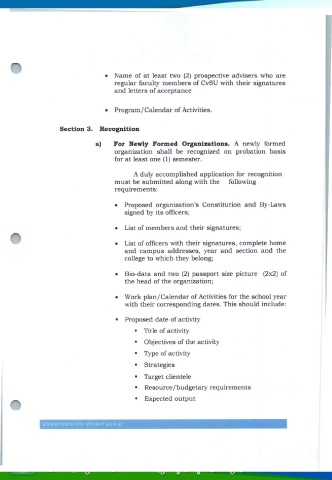 • Name of at least two (2) prospective advisers who are
regular faculty members of CvSU with their signatures
and letters of acceptance
• Program/Calendar of Activities.
Section 3. Recognition
a) For Newly Formed Organizations. A newly formed
organization shall be recognized on probation basis
for at least one (1) semester.
A duly accomplished application for recognition
must be submitted along with the following
requirements:
• Proposed organization's Constitution and By-Laws
signed by its officers;
• List of members and their signatures;
• List of officers with their signatures, complete home
and campus addresses, year and section and the
college to which they belong;
• Bio-data and two (2) passport size picture (2x2) of
the head of the organization;
• Work plan/Calendar of Activities for the school year
with their corresponding dates. This should include:
• Proposed date of activity
• Title of activity
• Objectives of the activity
• Type of activity
• Strategies
• Target clientele
• Resource/budgetary requirements
• Expected output